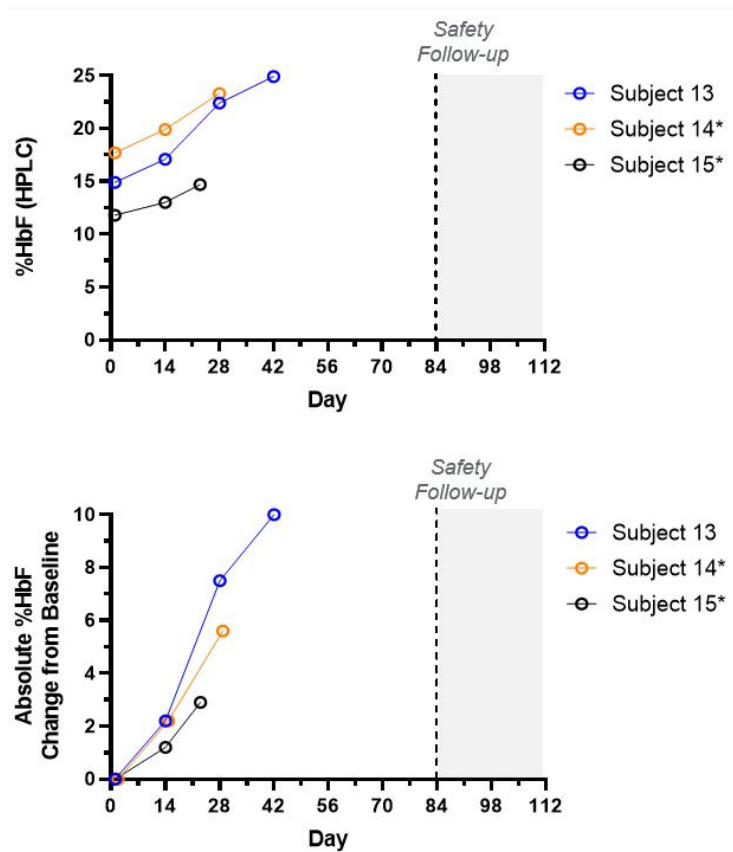 Safety
Follow-up
25
20
15
10
5
0
%HbF (HPLC)
0 14 28 42 56 70 84 98 112
Day
Subject 13
Subject 14*
Subject 15*
Safety
Follow-up
10
8
6
4
2
0
Absolute %HbF
Change from Baseline
0 14 28 42 56 70 84 98 112
Day
Subject 13
Subject 14*
Subject 15*